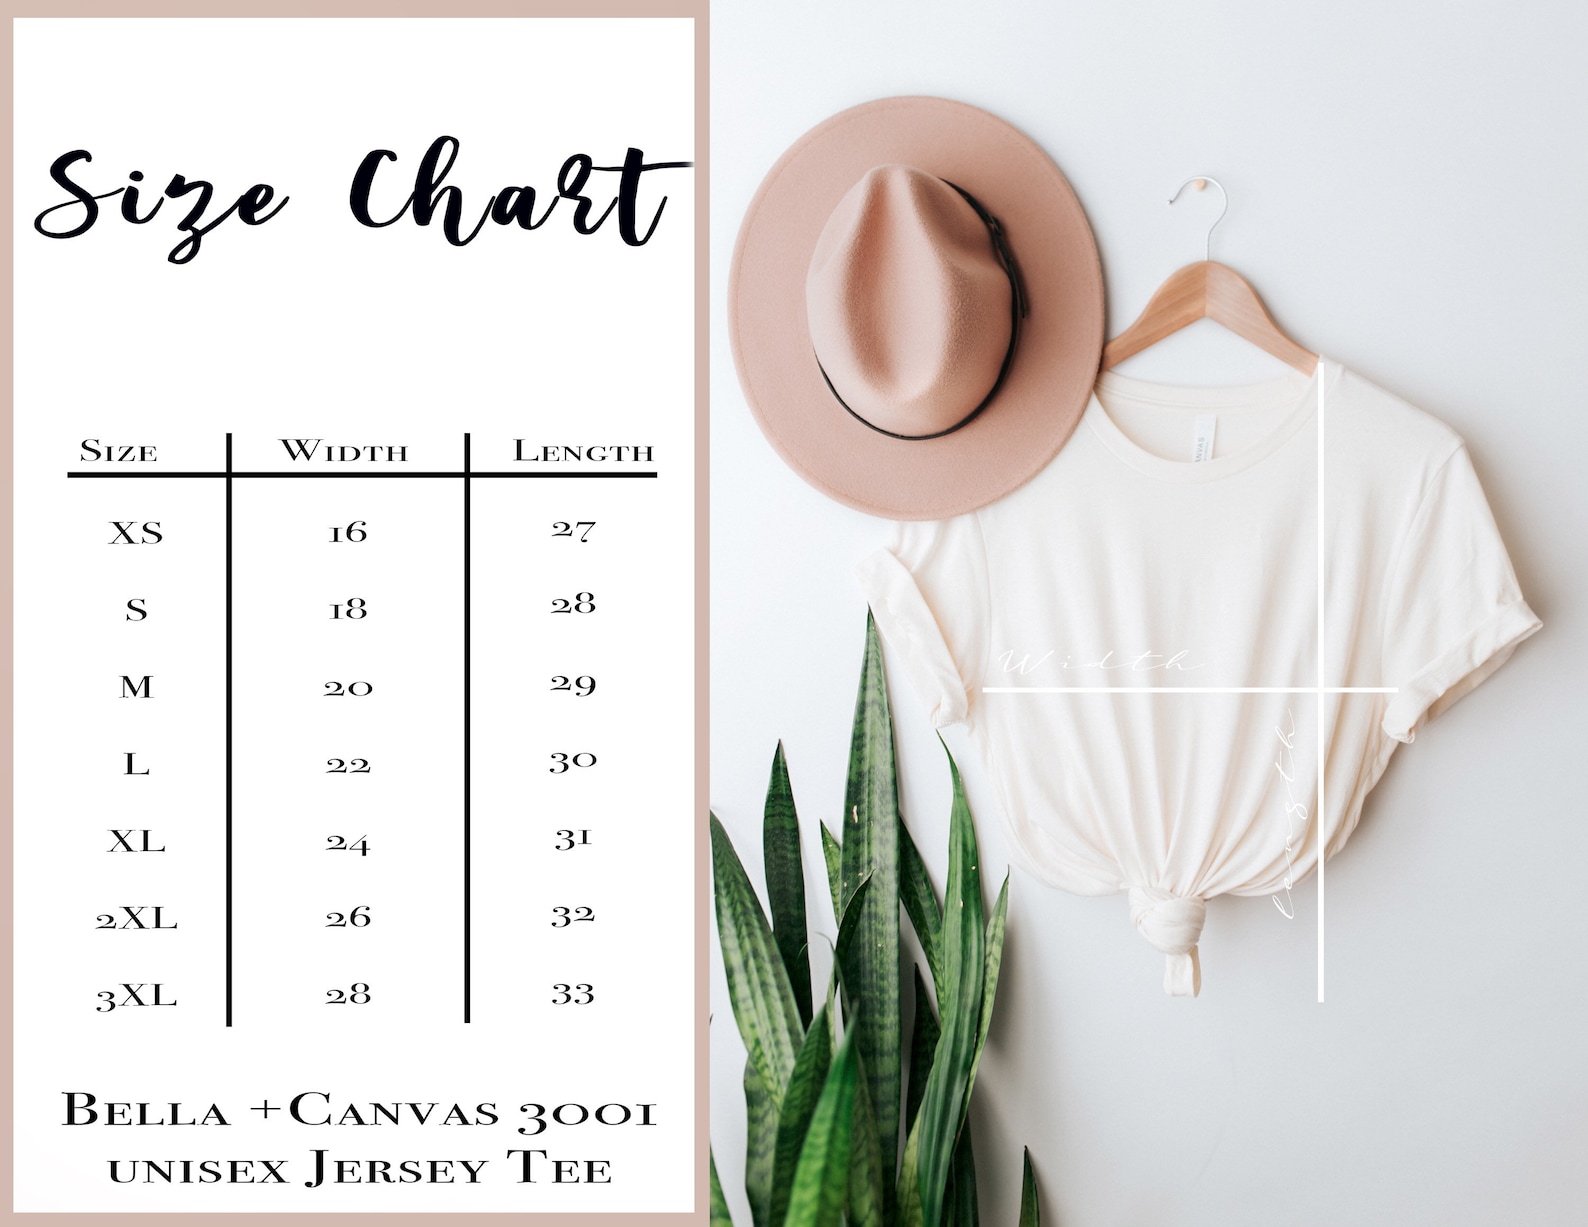 Size Chart
Size Width Length
XS 16 27
S 18 28
M 20 29
L 22 30
XL 24 31
2XL 26 32
3XL 28 33
Bella +Canvas 3001
unisex Jersey Tee
Width
length